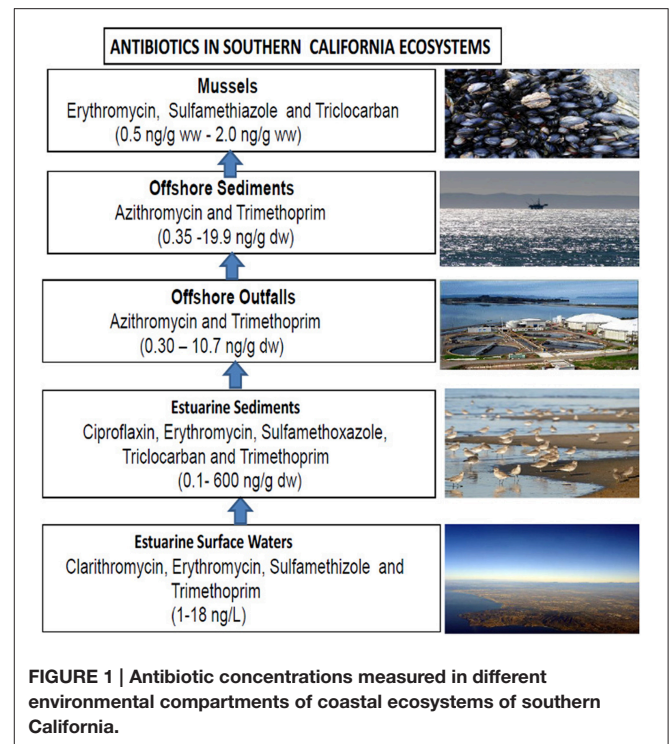 ANTIBIOTICS IN SOUTHERN CALIFORNIA ECOSYSTEMS
Mussels
Erythromycin, Sulfamethiazole and Triclocarban
(0.5 ng/g ww - 2.0 ng/g ww)
Offshore Sediments
Azithromycin and Trimethoprim
(0.35 -19.9 ng/g dw)
Offshore Outfalls
Azithromycin and Trimethoprim
(0.30 – 10.7 ng/g dw)
Estuarine Sediments
Ciproflaxin, Erythromycin, Sulfamethoxazole,
Triclocarban and Trimethoprim
(0.1- 600 ng/g dw)
Estuarine Surface Waters
Clarithromycin, Erythromycin, Sulfamethizole and
Trimethoprim
(1-18 ng/L)
FIGURE 1 | Antibiotic concentrations measured in different
environmental compartments of coastal ecosystems of southern
California.